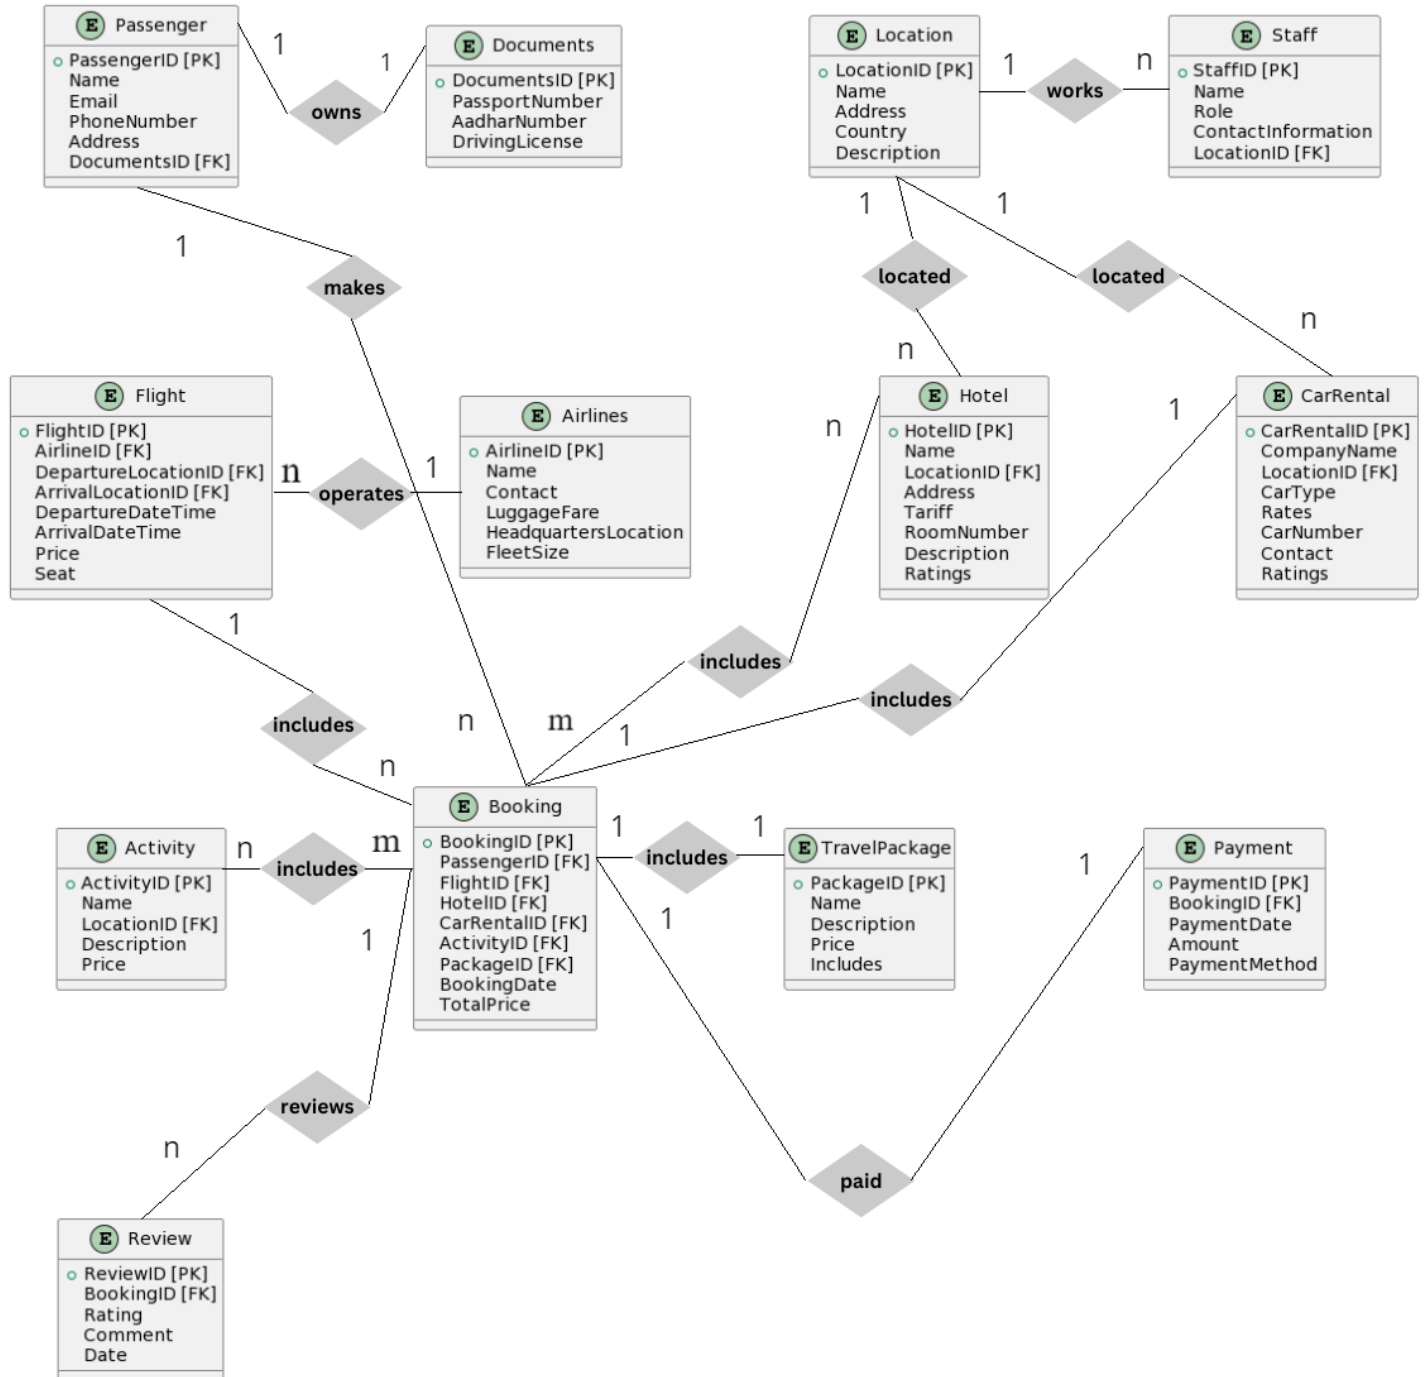 E Passenger
PassengerID [PK]
Name
Email
PhoneNumber
Address
DocumentsID [FK]
1
owns
1
E Documents
DocumentsID [PK]
PassportNumber
AadharNumber
DrivingLicense
E Location
LocationID [PK]
Name
Address
Country
Description
1
works
n
E Staff
StaffID [PK]
Name
Role
ContactInformation
LocationID [FK]
1
makes
1
located
n
1
located
n
E Flight
FlightID [PK]
AirlineID [FK]
DepartureLocationID [FK]
ArrivalLocationID [FK]
DepartureDateTime
ArrivalDateTime
Price
Seat
n
operates
1
E Airlines
AirlineID [PK]
Name
Contact
LuggageFare
HeadquartersLocation
FleetSize
n
E Hotel
HotelID [PK]
Name
LocationID [FK]
Address
Tariff
RoomNumber
Description
Ratings
1
E CarRental
CarRentalID [PK]
CompanyName
LocationID [FK]
CarType
Rates
CarNumber
Contact
Ratings
1
includes
n
n
m
includes
1
includes
E Activity
ActivityID [PK]
Name
LocationID [FK]
Description
Price
n
includes
m
E Booking
BookingID [PK]
PassengerID [FK]
FlightID [FK]
HotelID [FK]
CarRentalID [FK]
ActivityID [FK]
PackageID [FK]
BookingDate
TotalPrice
1
includes
1
E TravelPackage
PackageID [PK]
Name
Description
Price
Includes
1
E Payment
PaymentID [PK]
BookingID [FK]
PaymentDate
Amount
PaymentMethod
1
reviews
n
1
paid
E Review
ReviewID [PK]
BookingID [FK]
Rating
Comment
Date